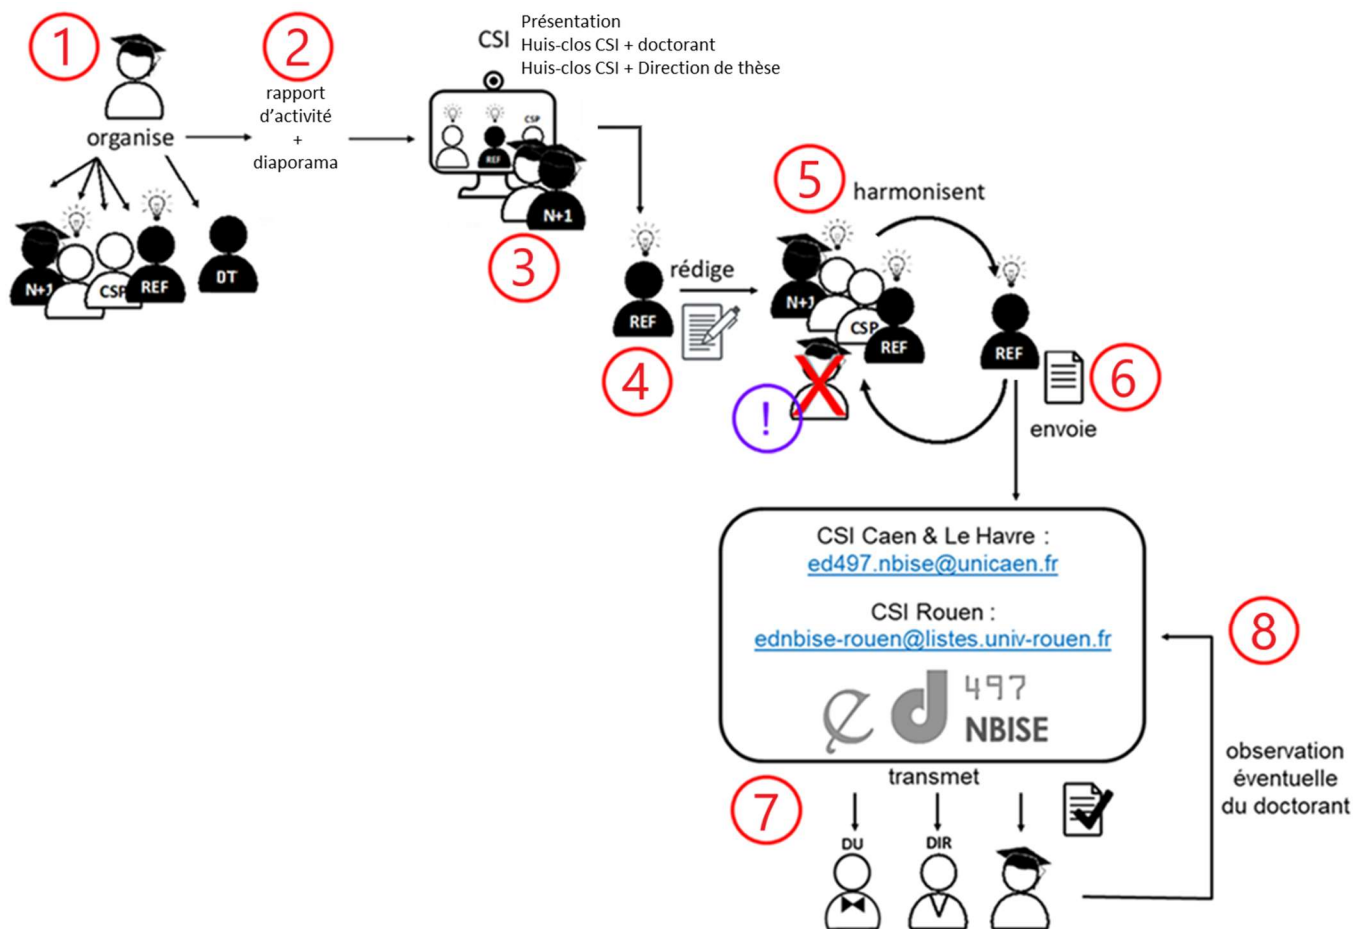 1
organise
N+1
CSP
REF
DT
2
rapport
d'activité
+
diaporama
CSI
Présentation
Huis-clos CSI + doctorant
Huis-clos CSI + Direction de thèse
CSP
REF
N+1
3
REF
rédige
4
5
harmonisent
N+1
CSP
REF
!
REF
6
envoie
CSI Caen & Le Havre :
ed497.nbise@unicaen.fr
CSI Rouen :
ednbise-rouen@listes.univ-rouen.fr
ed 497
NBISE
transmet
7
DU
DIR
8
observation
éventuelle
du doctorant